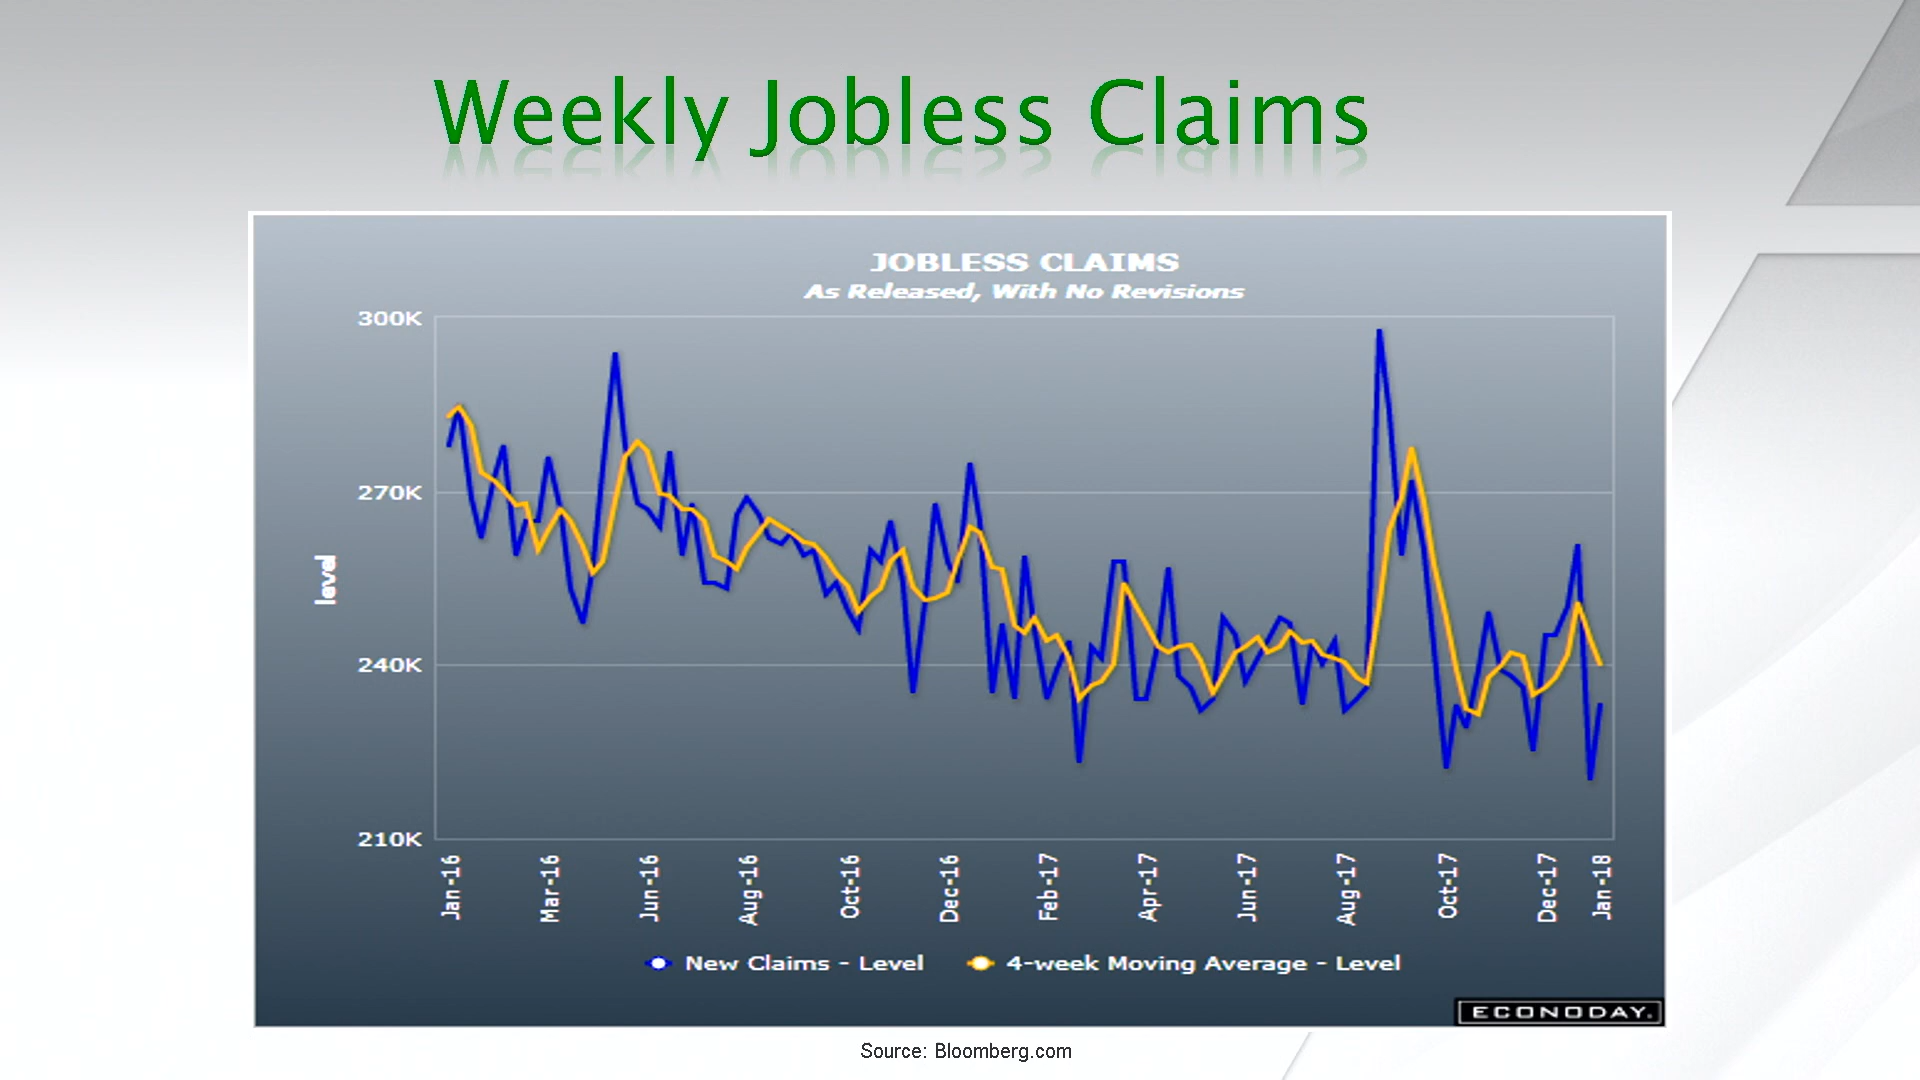 Weekly Jobless Claims
JOBLESS CLAIMS
As Released, With No Revisions
300K
270K
240K
210K
level
Jan-16
Mar-16
Jun-16
Aug-16
Oct-16
Dec-16
Feb-17
Apr-17
Jun-17
Aug-17
Oct-17
Dec-17
Jan-18
New Claims - Level
4-week Moving Average - Level
ECONODAY.
Source: Bloomberg.com